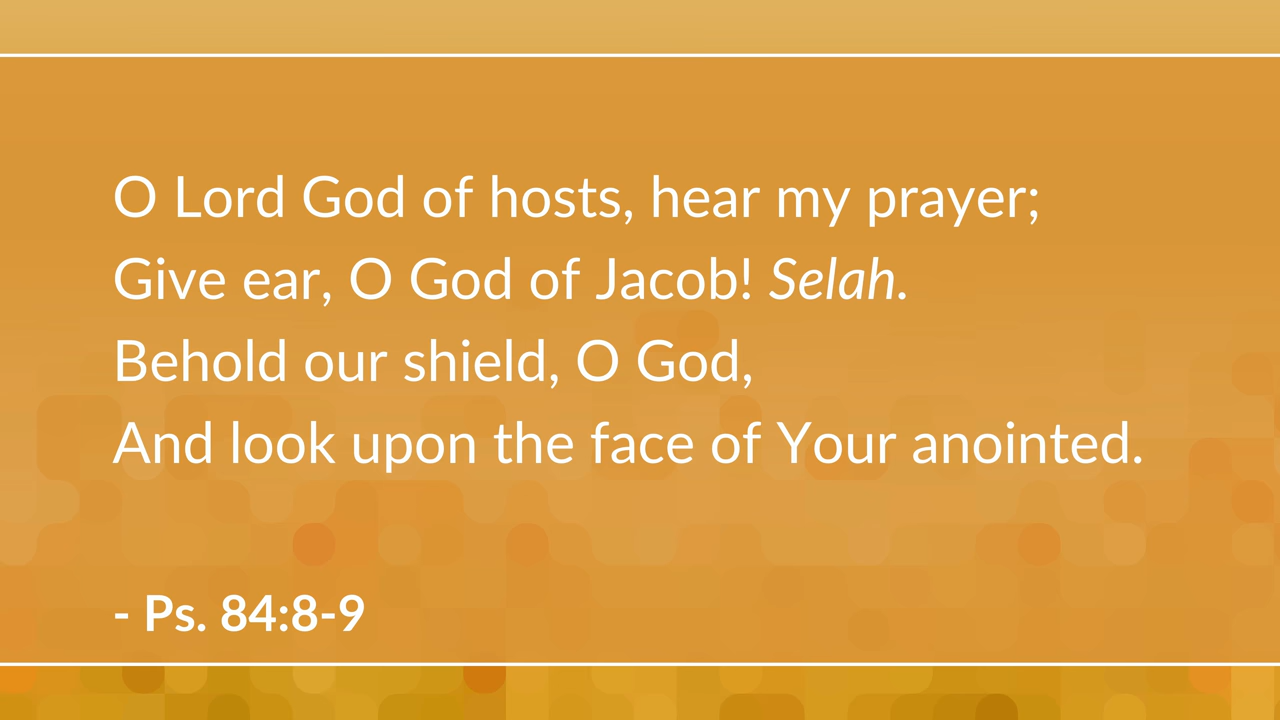 O Lord God of hosts, hear my prayer;
Give ear, O God of Jacob! Selah.
Behold our shield, O God,
And look upon the face of Your anointed.
- Ps. 84:8-9